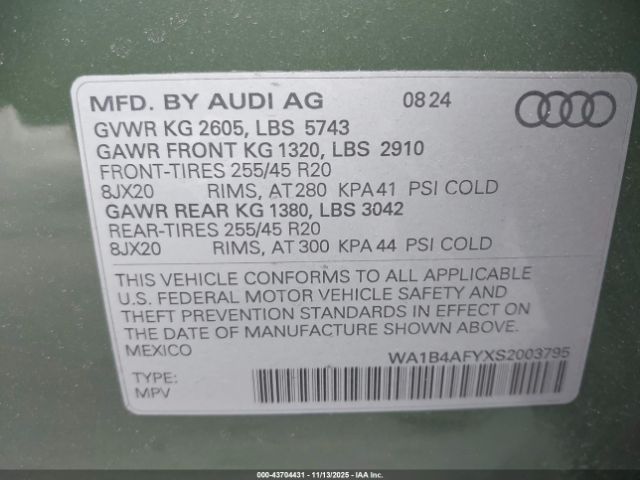 MFD. BY AUDI AG 08 24
GVWR KG 2605, LBS 5743
GAWR FRONT KG 1320, LBS 2910
FRONT-TIRES 255/45 R20
8JX20 RIMS, AT 280 KPA 41 PSI COLD
GAWR REAR KG 1380, LBS 3042
REAR-TIRES 255/45 R20
8JX20 RIMS, AT 300 KPA 44 PSI COLD
THIS VEHICLE CONFORMS TO ALL APPLICABLE
U.S. FEDERAL MOTOR VEHICLE SAFETY AND
THEFT PREVENTION STANDARDS IN EFFECT ON
THE DATE OF MANUFACTURE SHOWN ABOVE.
MEXICO WA1B4AFYXS2003795
TYPE:
MPV
000-43704431 - 11/13/2025 - IAAI.com